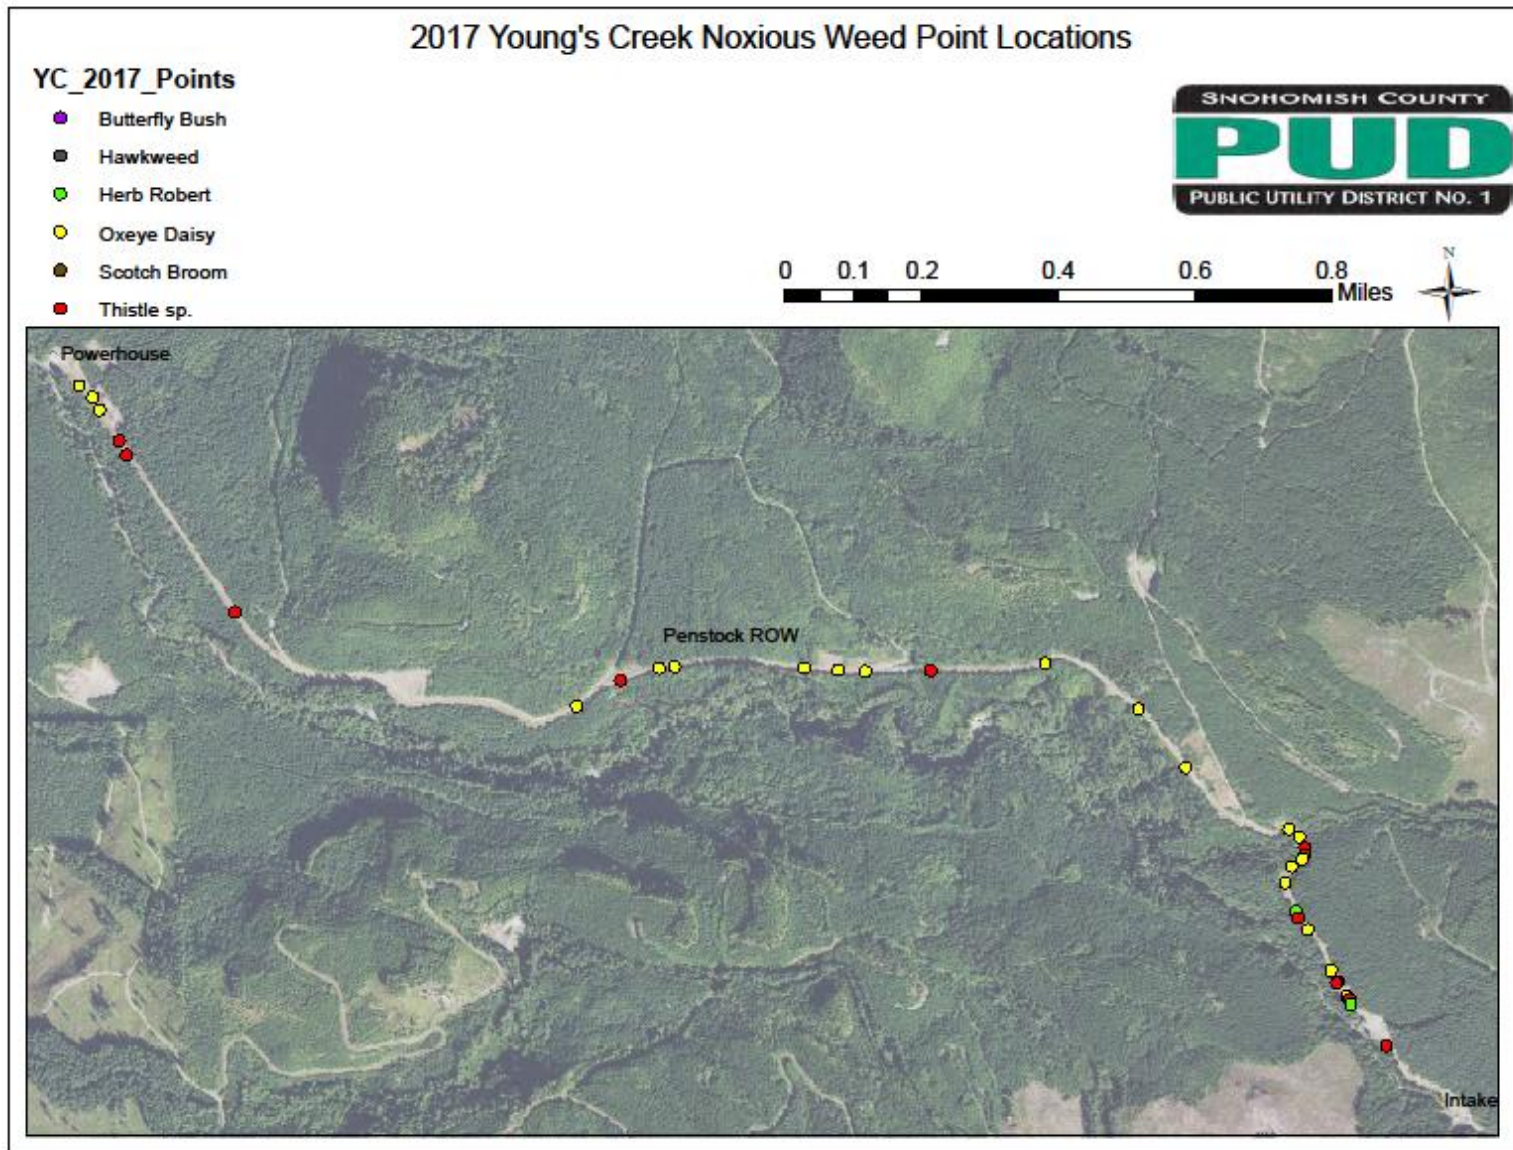 2017 Young's Creek Noxious Weed Point Locations
YC_2017_Points
Butterfly Bush
Hawkweed
Herb Robert
Oxeye Daisy
Scotch Broom
Thistle sp.
SNOHOMISH COUNTY
PUD
PUBLIC UTILITY DISTRICT NO. 1
N
0 0.1 0.2 0.4 0.6 0.8
Miles
Powerhouse
Penstock ROW
Intake